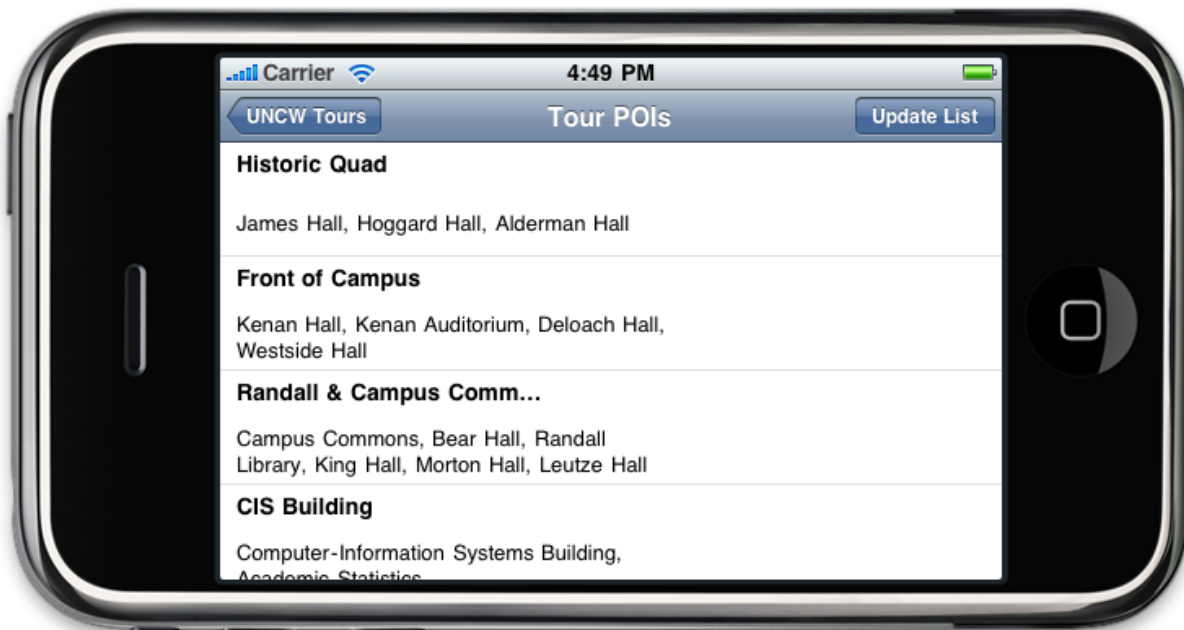 Carrier 4:49 PM
UNCW Tours Tour POIs Update List
Historic Quad
James Hall, Hoggard Hall, Alderman Hall
Front of Campus
Kenan Hall, Kenan Auditorium, Deloach Hall,
Westside Hall
Randall & Campus Comm...
Campus Commons, Bear Hall, Randall
Library, King Hall, Morton Hall, Leutze Hall
CIS Building
Computer-Information Systems Building,
Academic Statistics